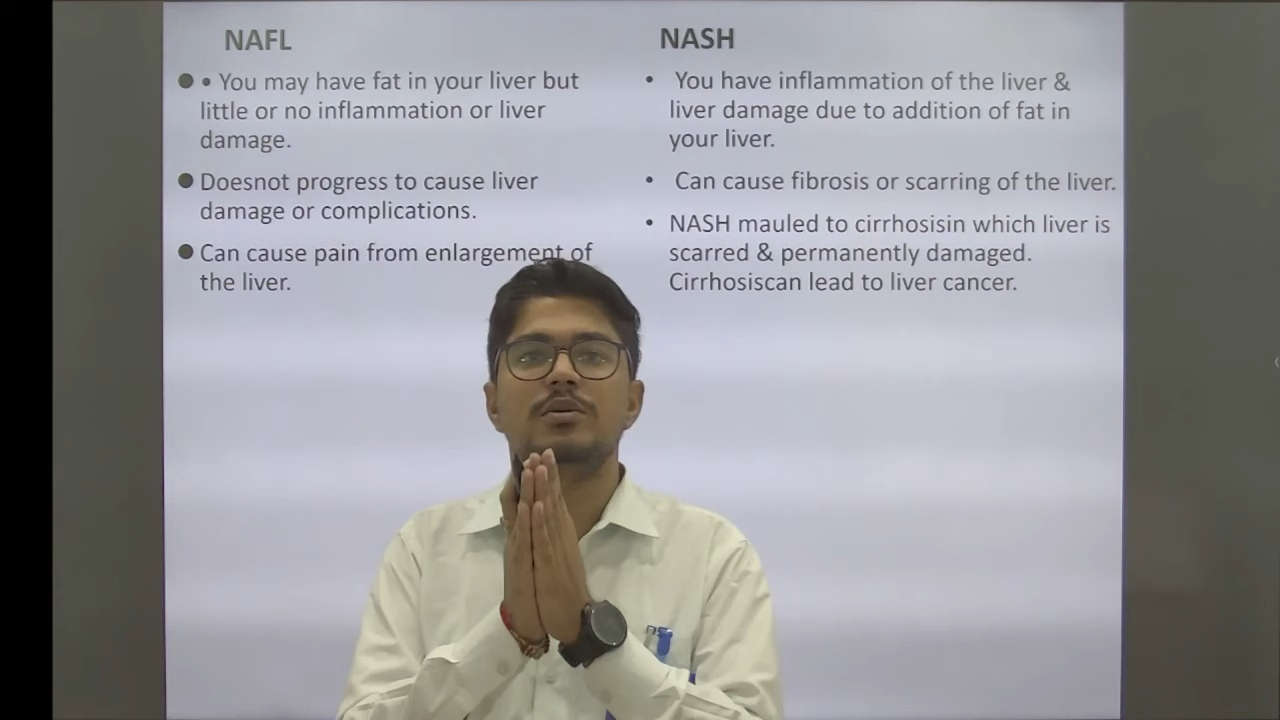 NAFL
• • You may have fat in your liver but
little or no inflammation or liver
damage.
• Doesnot progress to cause liver
damage or complications.
• Can cause pain from enlargement of
the liver.
NASH
• You have inflammation of the liver &
liver damage due to addition of fat in
your liver.
• Can cause fibrosis or scarring of the liver.
• NASH mauled to cirrhosisin which liver is
scarred & permanently damaged.
Cirrhosiscan lead to liver cancer.